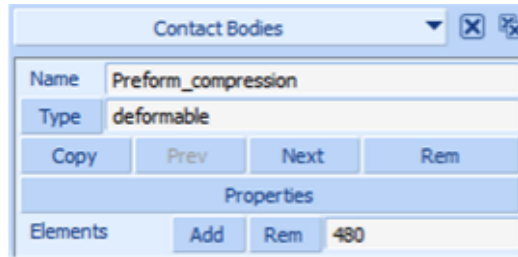 Contact Bodies
Name Preform_compression
Type deformable
Copy Prev Next Rem
Properties
Elements Add Rem 480